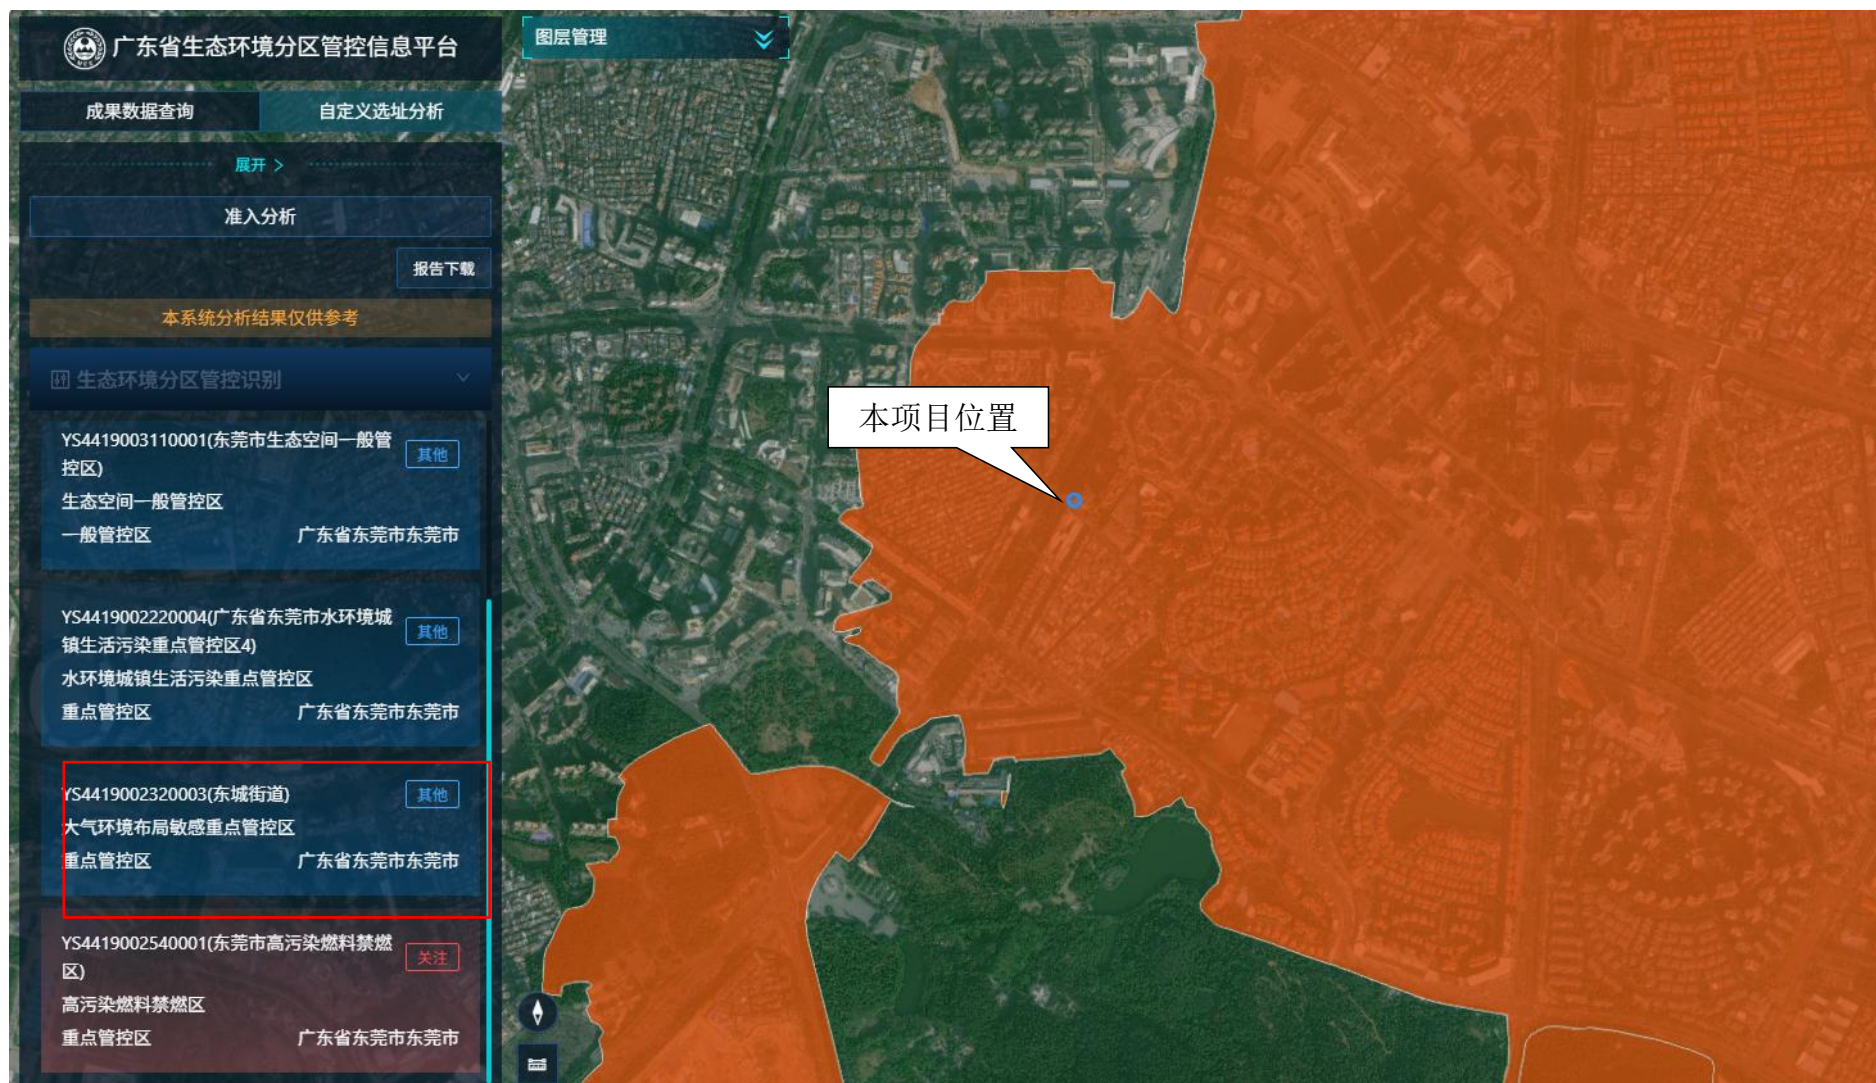 广东省生态环境分区管控信息平台
图层管理
成果数据查询
自定义选址分析
展开 >
准入分析
报告下载
本系统分析结果仅供参考
生态环境分区管控识别
YS4419003110001(东莞市生态空间一般管
控区)
其他
生态空间一般管控区
一般管控区
广东省东莞市东莞市
YS4419002220004(广东省东莞市水环境城
镇生活污染重点管控区4)
其他
水环境城镇生活污染重点管控区
重点管控区
广东省东莞市东莞市
YS4419002320003(东城街道)
其他
大气环境布局敏感重点管控区
重点管控区
广东省东莞市东莞市
YS4419002540001(东莞市高污染燃料禁燃
区)
关注
高污染燃料禁燃区
重点管控区
广东省东莞市东莞市
本项目位置